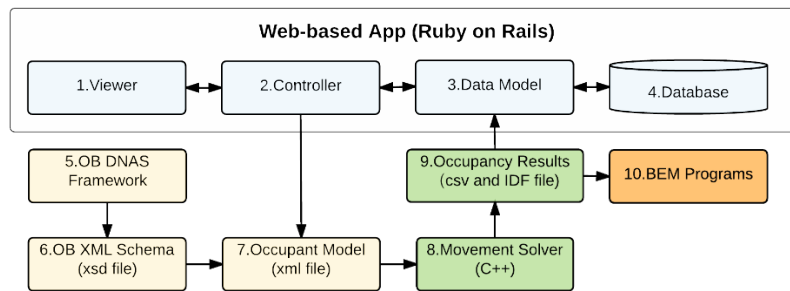 Web-based App (Ruby on Rails)
1.Viewer
2.Controller
3.Data Model
4.Database
5.OB DNAS
Framework
9.Occupancy Results
(csv and IDF file)
10.BEM Programs
6.OB XML Schema
(xsd file)
7.Occupant Model
(xml file)
8.Movement Solver
(C++)